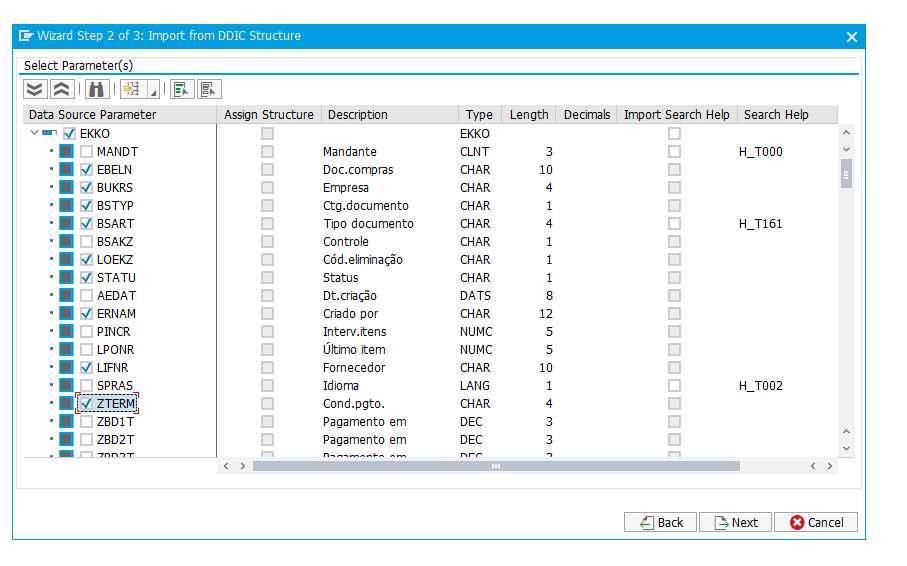 Wizard Step 2 of 3: Import from DDIC Structure
Select Parameter(s)
Data Source Parameter Assign Structure Description Type Length Decimals Import Search Help Search Help
EKKO EKKO
MANDT Mandante CLNT 3 H_T000
EBELN Doc.compras CHAR 10
BUKRS Empresa CHAR 4
BSTYP Ctg.documento CHAR 1
BSART Tipo documento CHAR 4 H_T161
BSAKZ Controle CHAR 1
LOEKZ Cód.eliminação CHAR 1
STATU Status CHAR 1
AEDAT Dt.criação DATS 8
ERNAM Criado por CHAR 12
PINCR Interv.itens NUMC 5
LPONR Último item NUMC 5
LIFNR Fornecedor CHAR 10
SPRAS Idioma LANG 1 H_T002
ZTERM Cond.pgto. CHAR 4
ZBD1T Pagamento em DEC 3
ZBD2T Pagamento em DEC 3
ZBD3T Pagamento em DEC 3
Back Next Cancel